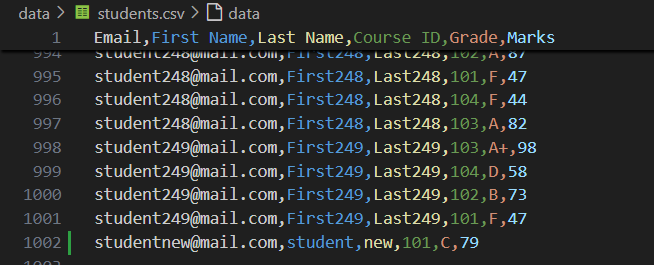 data > students.csv > data
1 Email,First Name,Last Name,Course ID,Grade,Marks
994 student248@mail.com,First248,Last248,102,A,87
995 student248@mail.com,First248,Last248,101,F,47
996 student248@mail.com,First248,Last248,104,F,44
997 student248@mail.com,First248,Last248,103,A,82
998 student249@mail.com,First249,Last249,103,A+,98
999 student249@mail.com,First249,Last249,104,D,58
1000 student249@mail.com,First249,Last249,102,B,73
1001 student249@mail.com,First249,Last249,101,F,47
1002 studentnew@mail.com,student,new,101,C,79
1003